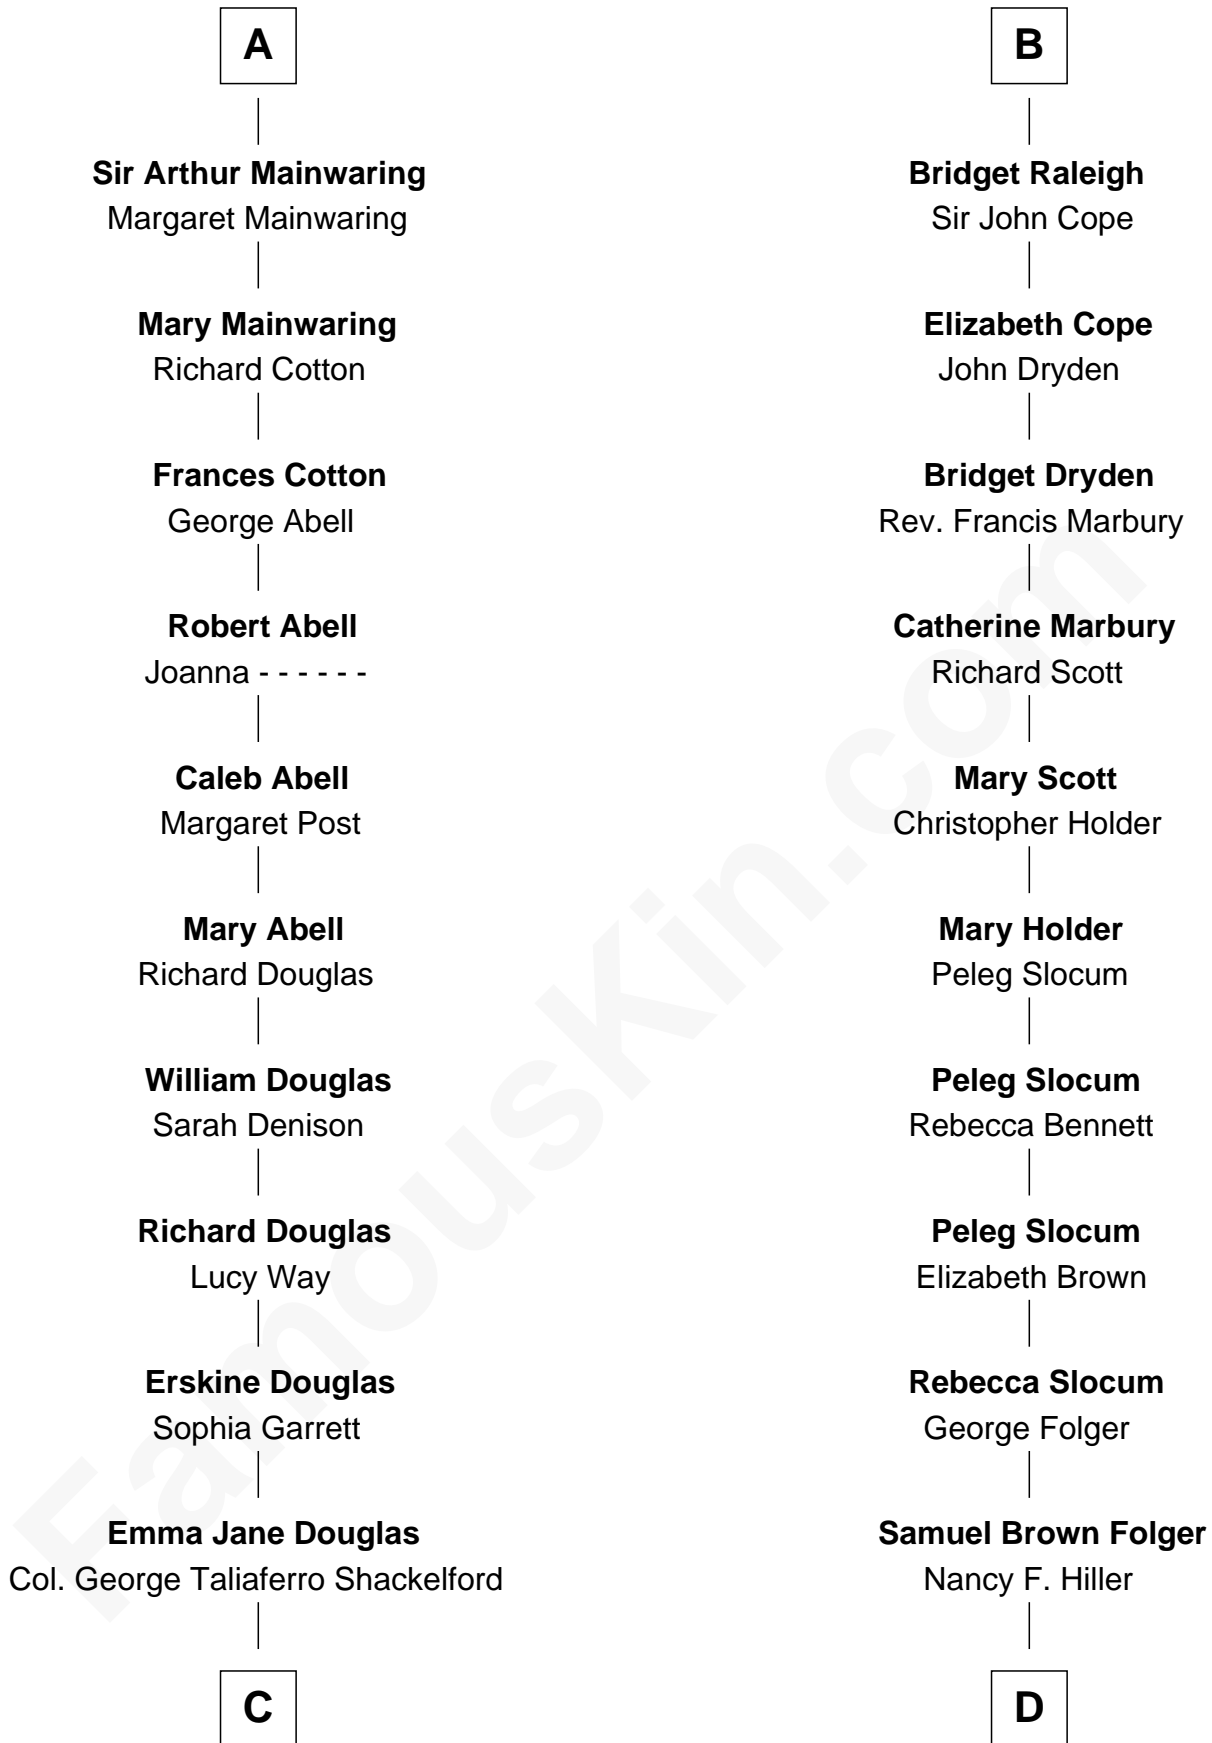 A
Sir Arthur Mainwaring
Margaret Mainwaring
Mary Mainwaring
Richard Cotton
Frances Cotton
George Abell
Robert Abell
Joanna - - - - - -
Caleb Abell
Margaret Post
Mary Abell
Richard Douglas
William Douglas
Sarah Denison
Richard Douglas
Lucy Way
Erskine Douglas
Sophia Garrett
Emma Jane Douglas
Col. George Taliaferro Shackelford
C
B
Bridget Raleigh
Sir John Cope
Elizabeth Cope
John Dryden
Bridget Dryden
Rev. Francis Marbury
Catherine Marbury
Richard Scott
Mary Scott
Christopher Holder
Mary Holder
Peleg Slocum
Peleg Slocum
Rebecca Bennett
Peleg Slocum
Elizabeth Brown
Rebecca Slocum
George Folger
Samuel Brown Folger
Nancy F. Hiller
D
FamousKin.com